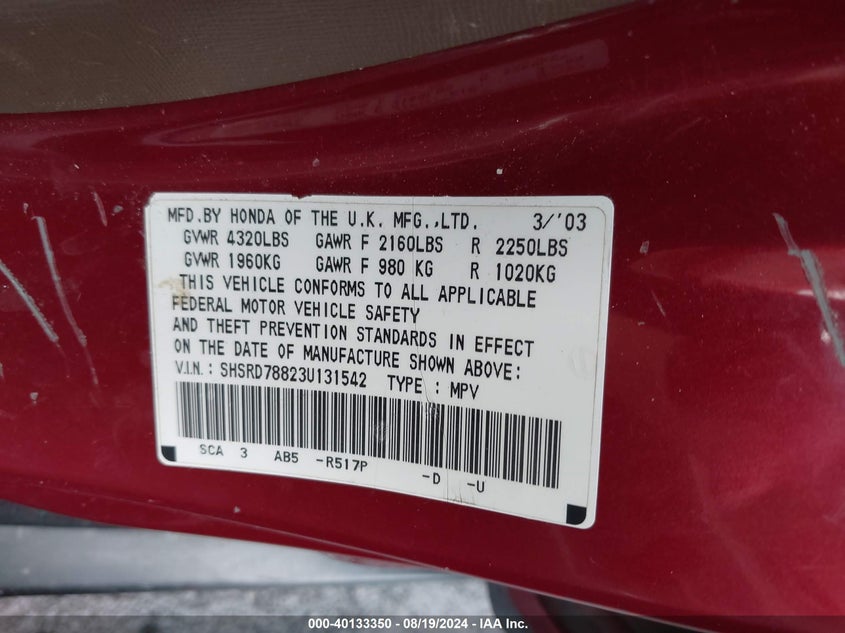 MFD.BY HONDA OF THE U.K. MFG.,LTD. 3/'03
GVWR 4320LBS GAWR F 2160LBS R 2250LBS
GVWR 1960KG GAWR F 980 KG R 1020KG
THIS VEHICLE CONFORMS TO ALL APPLICABLE
FEDERAL MOTOR VEHICLE SAFETY
AND THEFT PREVENTION STANDARDS IN EFFECT
ON THE DATE OF MANUFACTURE SHOWN ABOVE:
V.I.N.: SHSRD78823U131542 TYPE : MPV
SCA 3 AB5 -R517P -D -U
000-40133350 - 08/19/2024 - IAA Inc.